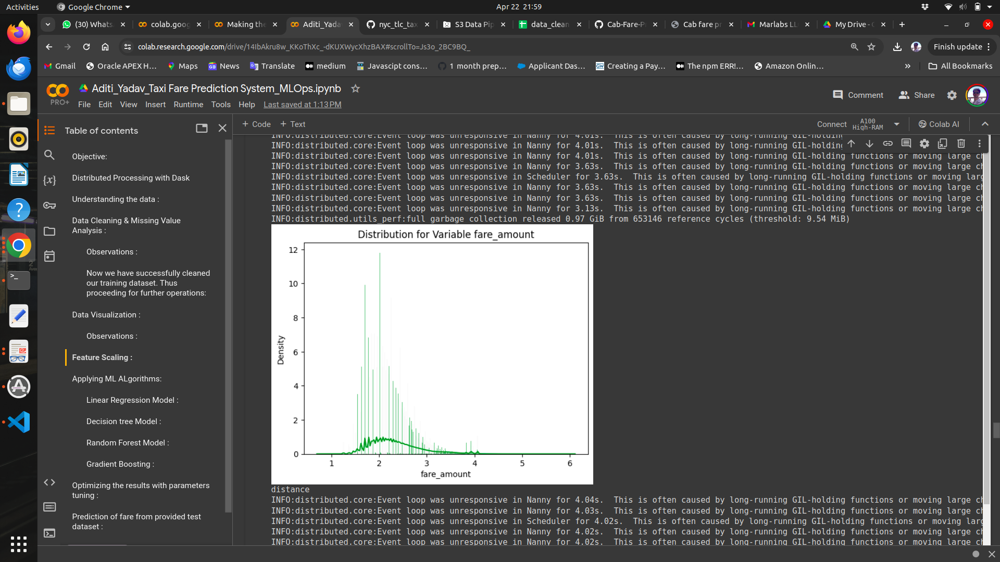 Activities
Google Chrome
Apr 22 21:59
(30) Whats
colab.goog
Making the
Aditi_Yada
nyc_tlc_tax
S3 Data Pip
data_clean
Cab-Fare-P
Cab fare pr
Marlabs LL
My Drive -
colab.research.google.com/drive/14IbAkru8w_KKoThXc_-dKUXWycXhzBAX#scrollTo=Js3o_2BC9BQ_
Finish update
Gmail
Oracle APEX H...
Maps
News
Translate
medium
Javascipt cons...
1 month prep...
Applicant Das...
Creating a Pay...
The npm ERR!...
Amazon Onlin...
All Bookmarks
Aditi_Yadav_Taxi Fare Prediction System_MLOps.ipynb
PRO+
File Edit View Insert Runtime Tools Help Last saved at 1:13 PM
Comment
Share
Table of contents
+ Code + Text
Connect
A100
High-RAM
Colab AI
Objective:
Distributed Processing with Dask
Understanding the data :
Data Cleaning & Missing Value
Analysis :
Observations :
Now we have successfully cleaned
our training dataset. Thus
proceeding for further operations:
Data Visualization :
Observations :
Feature Scaling :
Applying ML ALgorithms:
Linear Regression Model :
Decision tree Model :
Random Forest Model :
Gradient Boosting :
Optimizing the results with parameters
tuning :
Prediction of fare from provided test
dataset :
INFO:distributed.core:Event loop was unresponsive in Nanny for 4.01s.  This is often caused by long-running GIL-holding
INFO:distributed.core:Event loop was unresponsive in Nanny for 4.01s.  This is often caused by long-running GIL-holding
INFO:distributed.core:Event loop was unresponsive in Nanny for 4.01s.  This is often caused by long-running GIL-holding functions or moving large ch
INFO:distributed.core:Event loop was unresponsive in Nanny for 3.63s.  This is often caused by long-running GIL-holding functions or moving large ch
INFO:distributed.core:Event loop was unresponsive in Scheduler for 3.63s.  This is often caused by long-running GIL-holding functions or moving larg
INFO:distributed.core:Event loop was unresponsive in Nanny for 3.63s.  This is often caused by long-running GIL-holding functions or moving large ch
INFO:distributed.core:Event loop was unresponsive in Nanny for 3.63s.  This is often caused by long-running GIL-holding functions or moving large ch
INFO:distributed.core:Event loop was unresponsive in Nanny for 3.13s.  This is often caused by long-running GIL-holding functions or moving large ch
INFO:distributed.utils_perf:full garbage collection released 0.97 GiB from 653146 reference cycles (threshold: 9.54 MiB)
Distribution for Variable fare_amount
12
10
8
6
4
2
0
Density
1 2 3 4 5 6
fare_amount
distance
INFO:distributed.core:Event loop was unresponsive in Nanny for 4.04s.  This is often caused by long-running GIL-holding functions or moving large ch
INFO:distributed.core:Event loop was unresponsive in Nanny for 4.03s.  This is often caused by long-running GIL-holding functions or moving large ch
INFO:distributed.core:Event loop was unresponsive in Scheduler for 4.02s.  This is often caused by long-running GIL-holding functions or moving larg
INFO:distributed.core:Event loop was unresponsive in Nanny for 4.02s.  This is often caused by long-running GIL-holding functions or moving large ch
INFO:distributed.core:Event loop was unresponsive in Nanny for 4.02s.  This is often caused by long-running GIL-holding functions or moving large ch